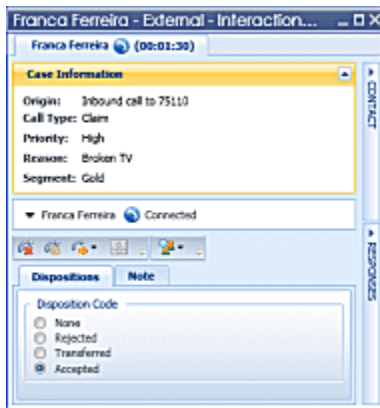 Franca Ferreira - External - Interaction...
Franca Ferreira (00:01:30)
Case Information
Origin: Inbound call to 75110
Call Type: Claim
Priority: High
Reason: Broken TV
Segment: Gold
CONTACT
Franca Ferreira Connected
RESPONSES
Dispositions Note
Disposition Code
None
Rejected
Transferred
Accepted